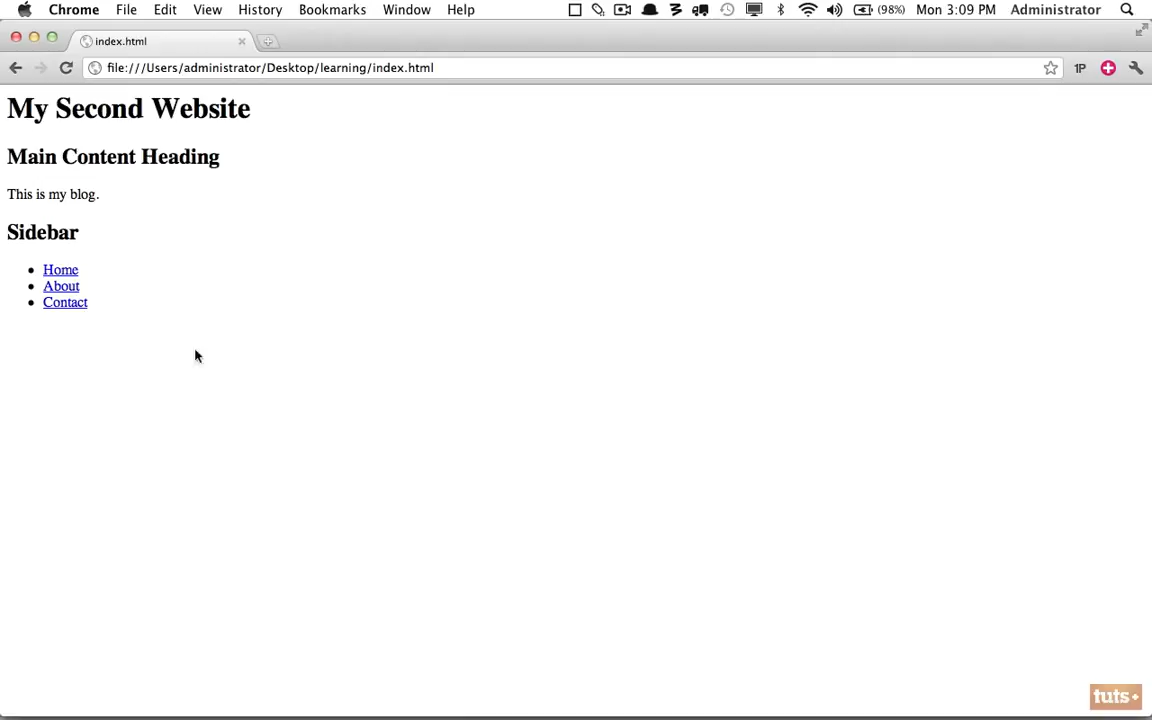 Chrome File Edit View History Bookmarks Window Help (98%) Mon 3:09 PM Administrator
index.html
file:///Users/administrator/Desktop/learning/index.html 1P
My Second Website
Main Content Heading
This is my blog.
Sidebar
Home
About
Contact
tuts+